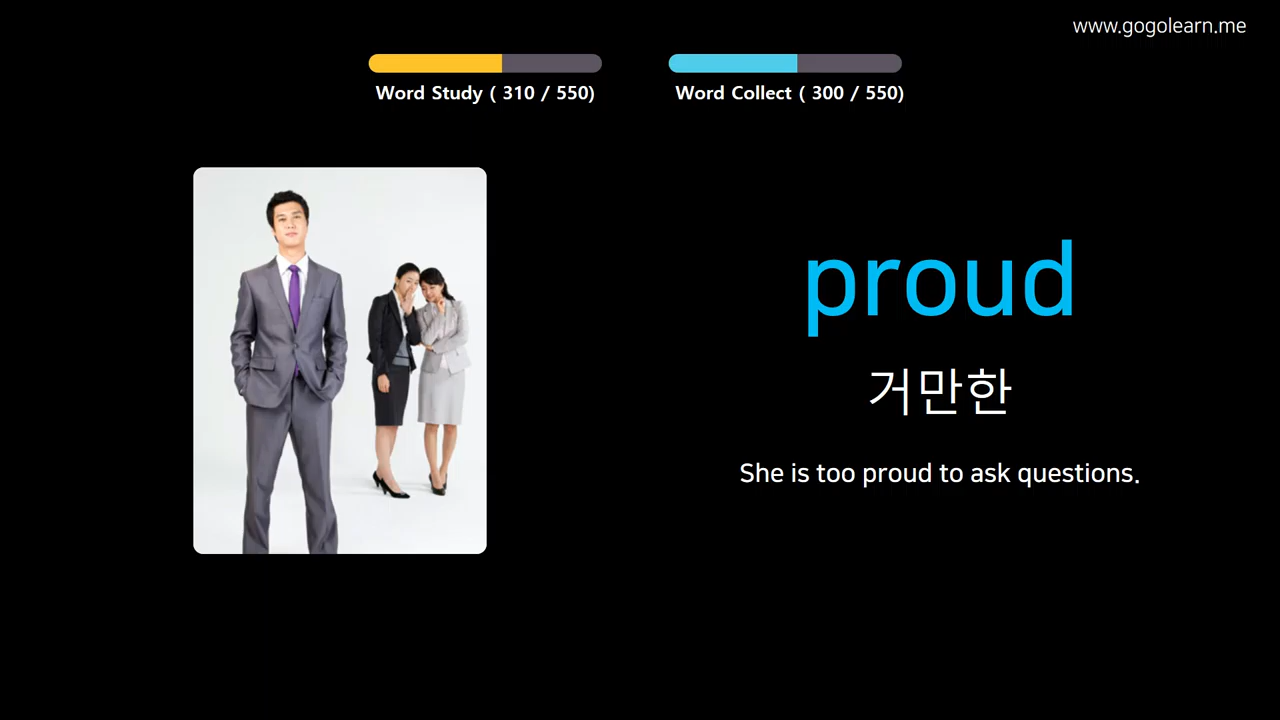 www.gogolearn.me
Word Study ( 310 / 550)
Word Collect ( 300 / 550)
proud
거만한
She is too proud to ask questions.